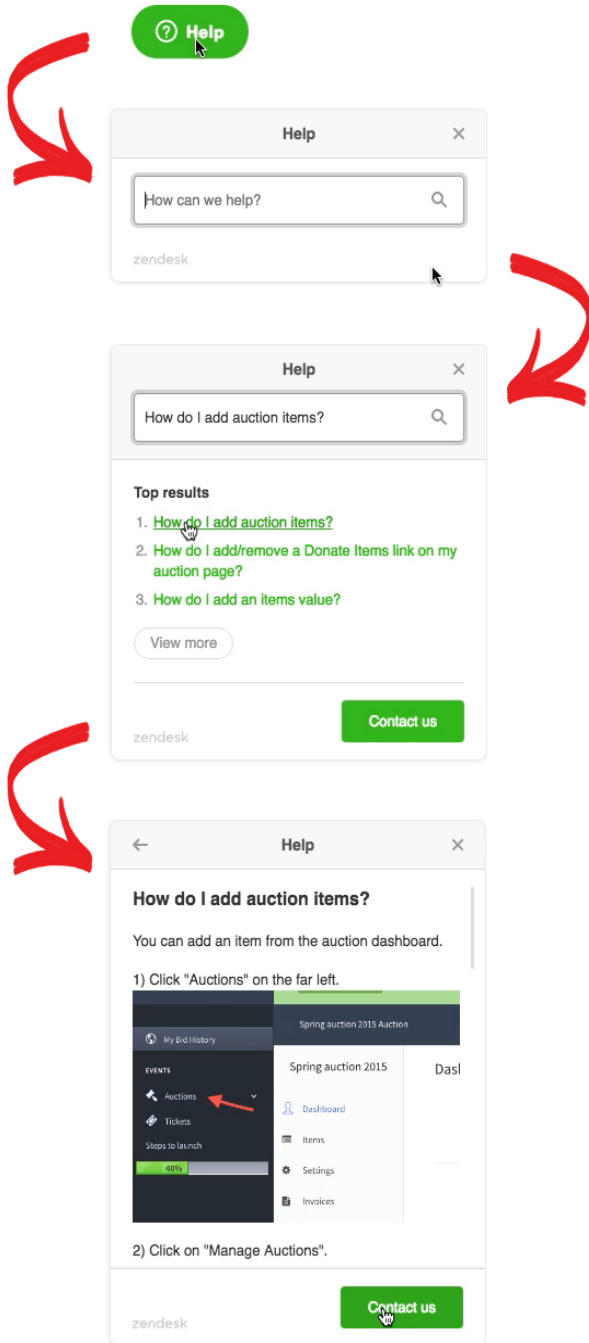 Help
Help
How can we help?
zendesk
Help
How do I add auction items?
Top results
1. How do I add auction items?
2. How do I add/remove a Donate Items link on my
auction page?
3. How do I add an items value?
View more
Contact us
zendesk
Help
How do I add auction items?
You can add an item from the auction dashboard.
1) Click "Auctions" on the far left.
Spring auction 2015 Auction
My Bid History
Spring auction 2015
Dasl
EVENTS
Auctions
Dashboard
Tickets
Items
Steps to launch
40%
Settings
Invoices
2) Click on "Manage Auctions".
Contact us
zendesk